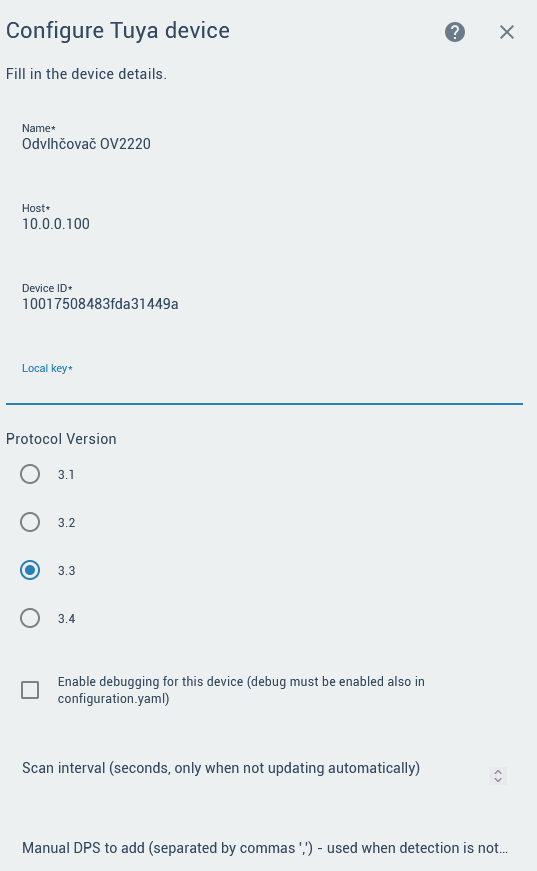 Configure Tuya device
Fill in the device details.
Name*
Odvlhčovač OV2220
Host*
10.0.0.100
Device ID*
10017508483fda31449a
Local key*
Protocol Version
3.1
3.2
3.3
3.4
Enable debugging for this device (debug must be enabled also in
configuration.yaml)
Scan interval (seconds, only when not updating automatically)
Manual DPS to add (separated by commas ',') - used when detection is not...